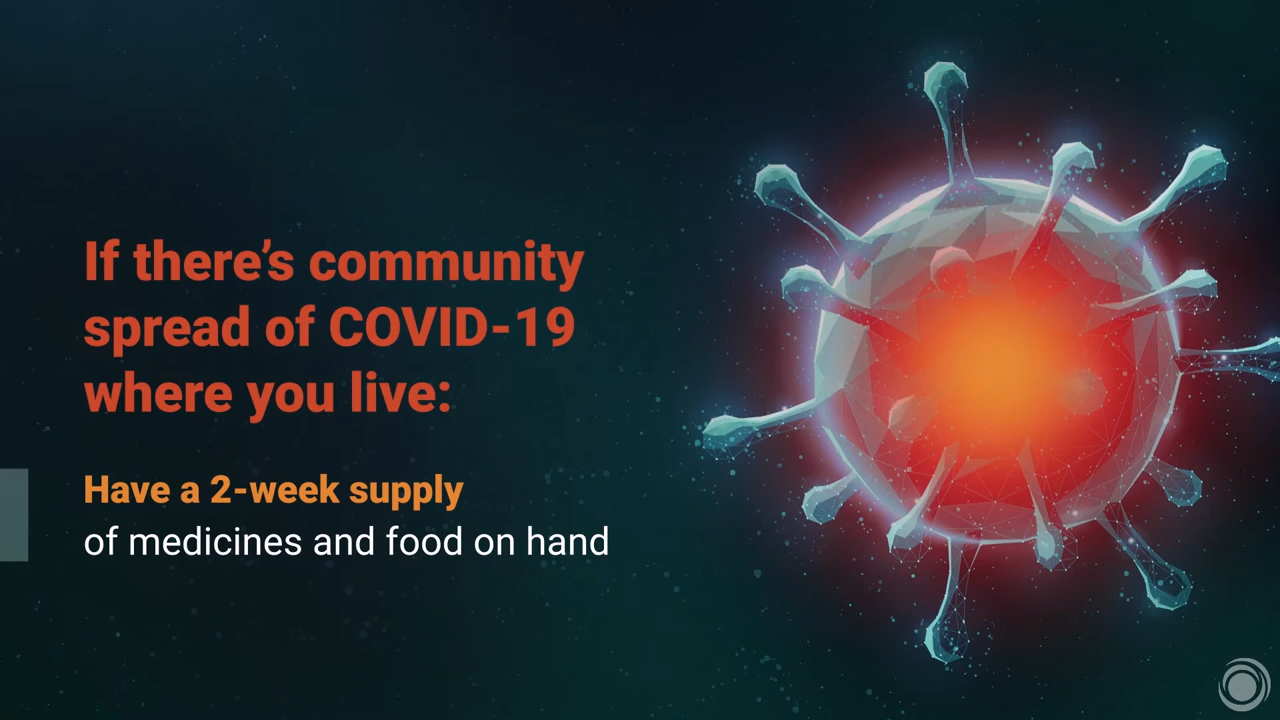 If there’s community
spread of COVID-19
where you live:
Have a 2-week supply
of medicines and food on hand